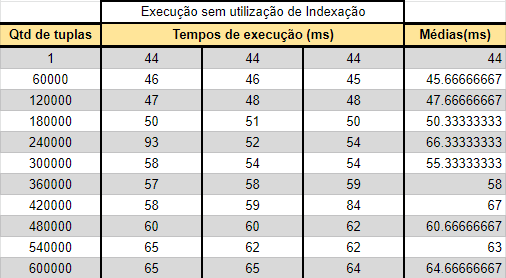 Execução sem utilização de Indexação
Qtd de tuplas Tempos de execução (ms) Médias(ms)
1 44 44 44 44
60000 46 46 45 45.66666667
120000 47 48 48 47.66666667
180000 50 51 50 50.33333333
240000 93 52 54 66.33333333
300000 58 54 54 55.33333333
360000 57 58 59 58
420000 58 59 84 67
480000 60 60 62 60.66666667
540000 65 62 62 63
600000 65 65 64 64.66666667